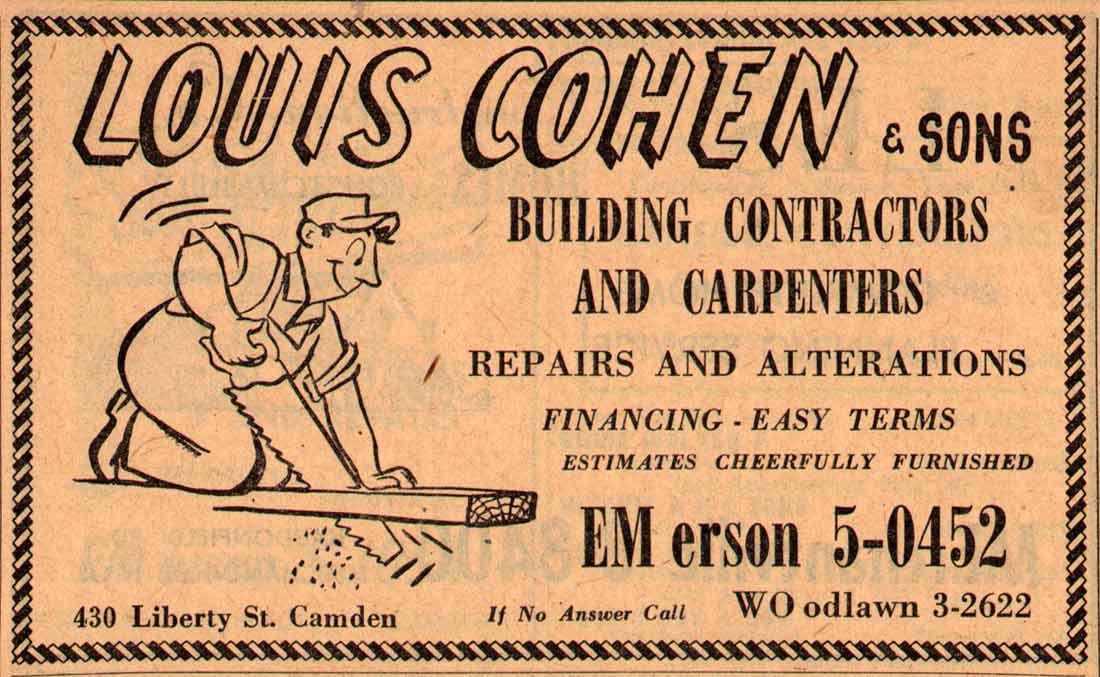 LOUIS COHEN & SONS
BUILDING CONTRACTORS
AND CARPENTERS
REPAIRS AND ALTERATIONS
FINANCING - EASY TERMS
ESTIMATES CHEERFULLY FURNISHED
EM erson 5-0452
430 Liberty St. Camden
If No Answer Call WO odlawn 3-2622